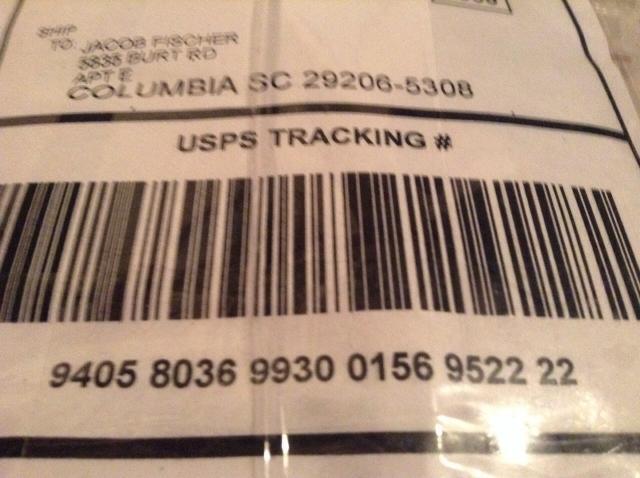 SHIP
TO: JACOB FISCHER
BURT RD
APT E
COLUMBIA SC 29206-5308
USPS TRACKING #
9405 8036 9930 0156 9522 22